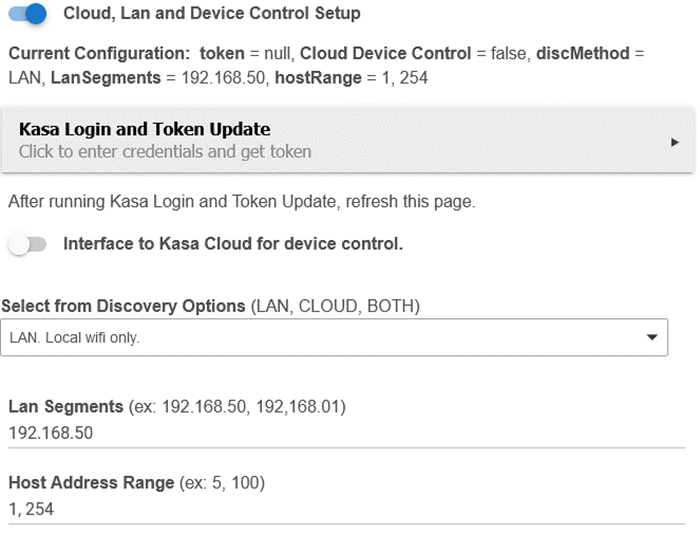 Cloud, Lan and Device Control Setup
Current Configuration: token = null, Cloud Device Control = false, discMethod =
LAN, LanSegments = 192.168.50, hostRange = 1, 254
Kasa Login and Token Update
Click to enter credentials and get token
After running Kasa Login and Token Update, refresh this page.
Interface to Kasa Cloud for device control.
Select from Discovery Options (LAN, CLOUD, BOTH)
LAN. Local wifi only.
Lan Segments (ex: 192.168.50, 192,168.01)
192.168.50
Host Address Range (ex: 5, 100)
1, 254